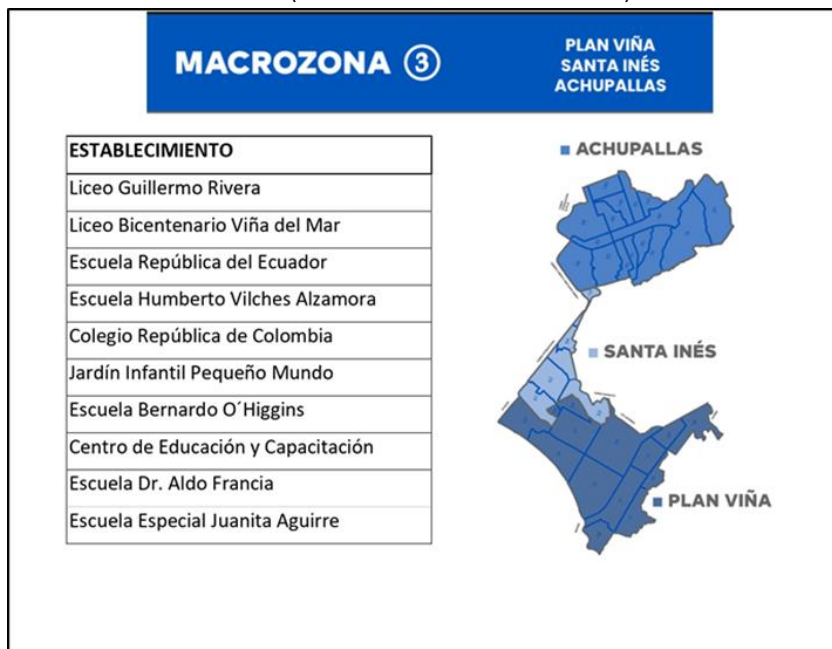 MACROZONA ③
PLAN VIÑA
SANTA INÉS
ACHUPALLAS
ESTABLECIMIENTO
Liceo Guillermo Rivera
Liceo Bicentenario Viña del Mar
Escuela República del Ecuador
Escuela Humberto Vilches Alzamora
Colegio República de Colombia
Jardín Infantil Pequeño Mundo
Escuela Bernardo O´Higgins
Centro de Educación y Capacitación
Escuela Dr. Aldo Francia
Escuela Especial Juanita Aguirre
ACHUPALLAS
SANTA INÉS
PLAN VIÑA